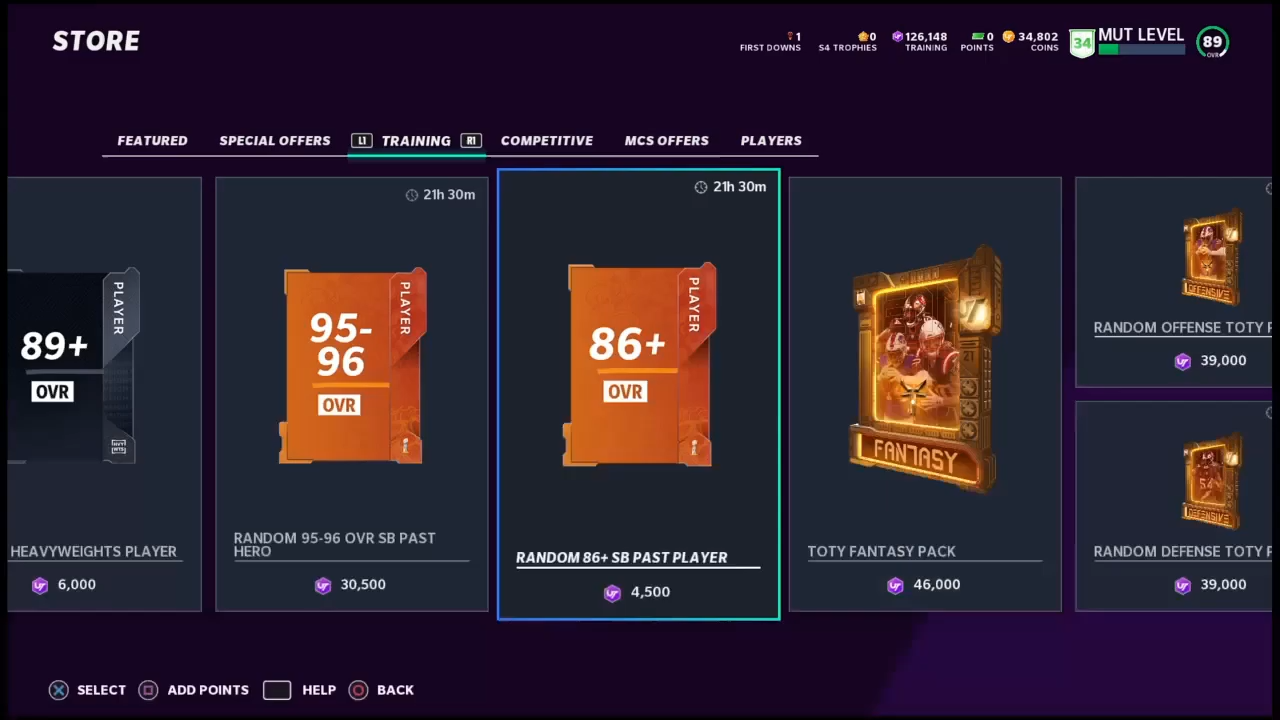 STORE
1
FIRST DOWNS
0
S4 TROPHIES
126,148
TRAINING
0
POINTS
34,802
COINS
34
MUT LEVEL
89
OVR
FEATURED
SPECIAL OFFERS
L1
TRAINING
R1
COMPETITIVE
MCS OFFERS
PLAYERS
PLAYER
89+
OVR
HEAVYWEIGHTS PLAYER
6,000
21h 30m
PLAYER
95-
96
OVR
RANDOM 95-96 OVR SB PAST
HERO
30,500
21h 30m
PLAYER
86+
OVR
RANDOM 86+ SB PAST PLAYER
4,500
FANTASY
TOTY FANTASY PACK
46,000
OFFENSIVE
RANDOM OFFENSE TOTY P
39,000
DEFENSIVE
RANDOM DEFENSE TOTY P
39,000
SELECT
ADD POINTS
HELP
BACK